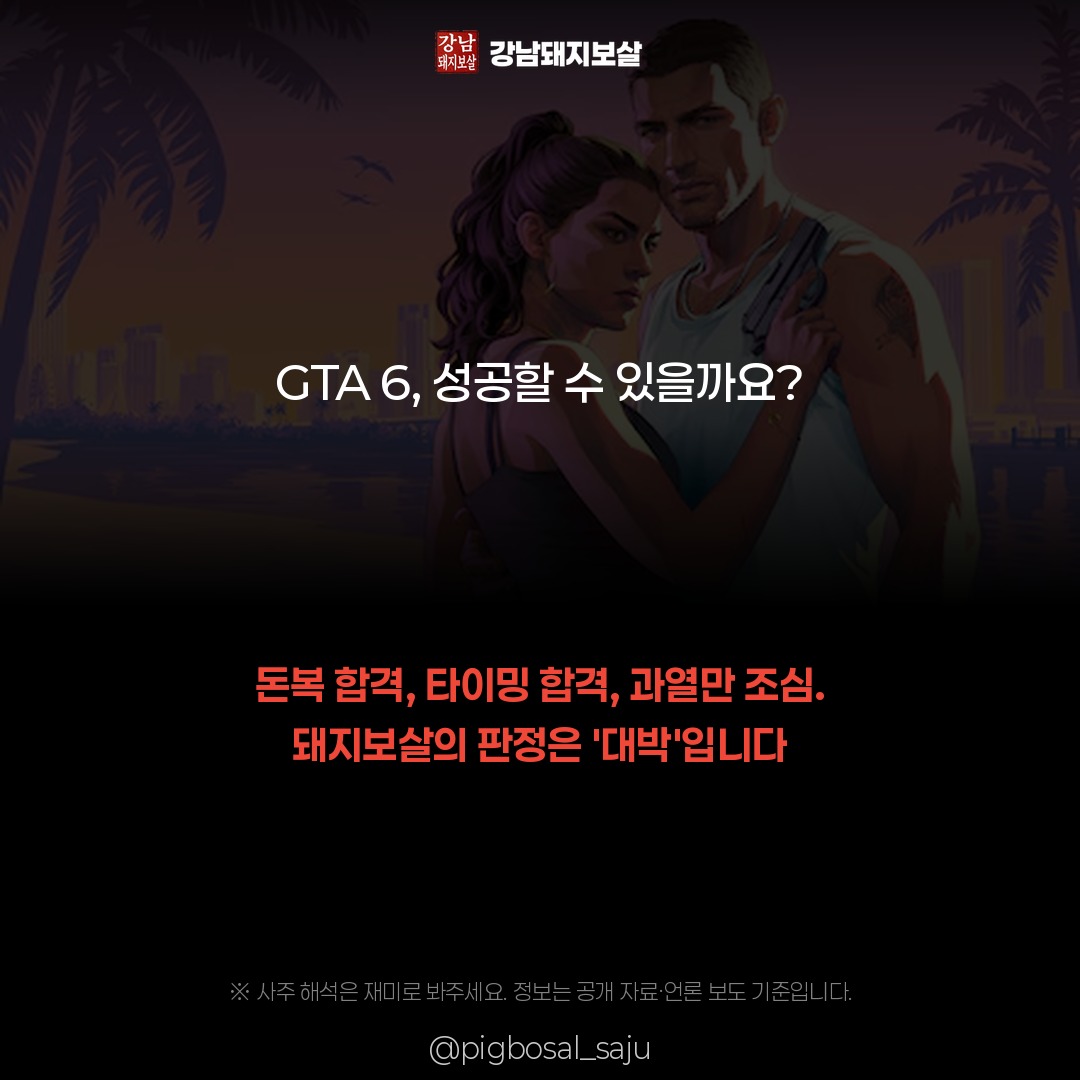 강남
돼지보살
강남돼지보살
GTA 6, 성공할 수 있을까요?
돈복 합격, 타이밍 합격, 과열만 조심.
돼지보살의 판정은 '대박'입니다
※ 사주 해석은 재미로 봐주세요. 정보는 공개 자료·언론 보도 기준입니다.
@pigbosal_saju